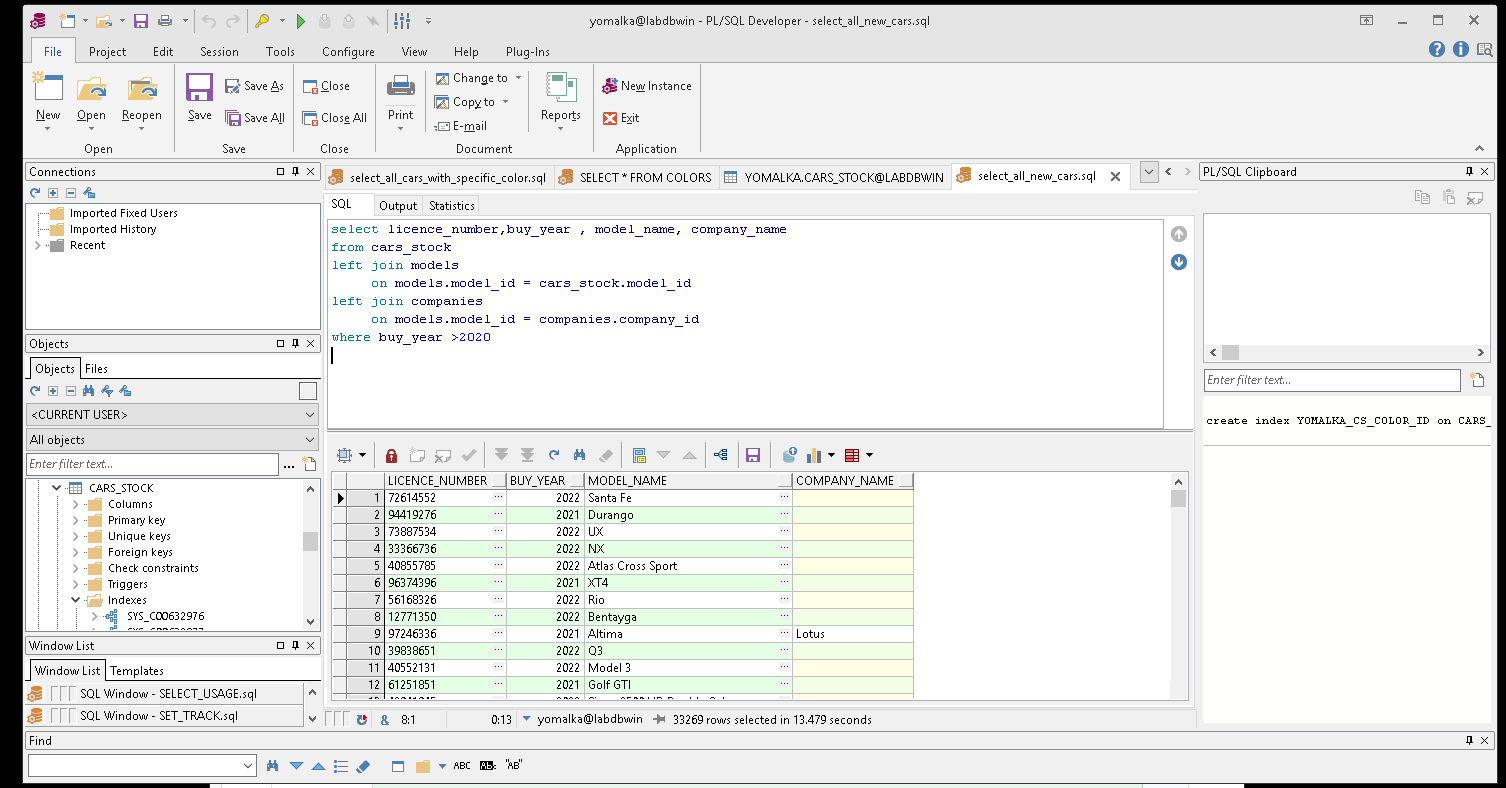 yomalka@labdbwin - PL/SQL Developer - select_all_new_cars.sql
File Project Edit Session Tools Configure View Help Plug-Ins
New Open Reopen Save Save As Save All Close Close All Print Change to Copy to E-mail Reports New Instance Exit
Open Save Close Document Application
Connections
Imported Fixed Users
Imported History
Recent
Objects
Objects Files
<CURRENT USER>
All objects
Enter filter text...
CARS_STOCK
Columns
Primary key
Unique keys
Foreign keys
Check constraints
Triggers
Indexes
SYS_C00632976
Window List
Window List Templates
SQL Window - SELECT_USAGE.sql
SQL Window - SET_TRACK.sql
select_all_cars_with_specific_color.sql SELECT * FROM COLORS YOMALKA.CARS_STOCK@LABDBWIN select_all_new_cars.sql
SQL Output Statistics
select licence_number,buy_year , model_name, company_name
from cars_stock
left join models
on models.model_id = cars_stock.model_id
left join companies
on models.model_id = companies.company_id
where buy_year >2020
LICENCE_NUMBER BUY_YEAR MODEL_NAME COMPANY_NAME
1 72614552 2022 Santa Fe
2 94419276 2021 Durango
3 73887534 2022 UX
4 33366736 2022 NX
5 40855785 2022 Atlas Cross Sport
6 96374396 2021 XT4
7 56168326 2022 Rio
8 12771350 2022 Bentayga
9 97246336 2021 Altima Lotus
10 39838651 2022 Q3
11 40552131 2022 Model 3
12 61251851 2021 Golf GTI
& 8:1 0:13 yomalka@labdbwin 33269 rows selected in 13.479 seconds
PL/SQL Clipboard
Enter filter text...
create index YOMALKA_CS_COLOR_ID on CARS_
Find
ABC AB "AB"